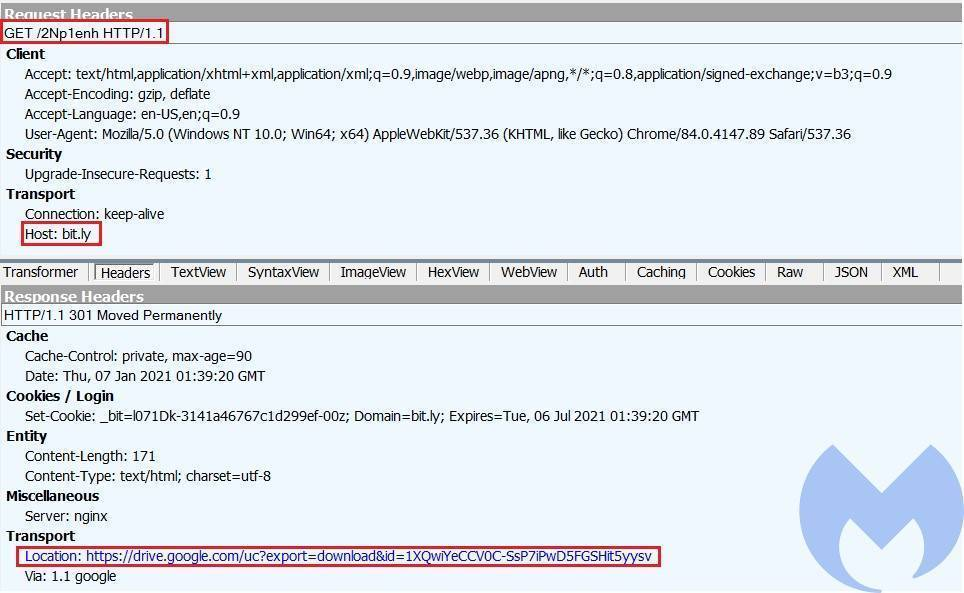 Request Headers
GET /2Np1enh HTTP/1.1
Client
Accept: text/html,application/xhtml+xml,application/xml;q=0.9,image/webp,image/apng,*/*;q=0.8,application/signed-exchange;v=b3;q=0.9
Accept-Encoding: gzip, deflate
Accept-Language: en-US,en;q=0.9
User-Agent: Mozilla/5.0 (Windows NT 10.0; Win64; x64) AppleWebKit/537.36 (KHTML, like Gecko) Chrome/84.0.4147.89 Safari/537.36
Security
Upgrade-Insecure-Requests: 1
Transport
Connection: keep-alive
Host: bit.ly
Transformer Headers TextView SyntaxView ImageView HexView WebView Auth Caching Cookies Raw JSON XML
Response Headers
HTTP/1.1 301 Moved Permanently
Cache
Cache-Control: private, max-age=90
Date: Thu, 07 Jan 2021 01:39:20 GMT
Cookies / Login
Set-Cookie: _bit=l071Dk-3141a46767c1d299ef-00z; Domain=bit.ly; Expires=Tue, 06 Jul 2021 01:39:20 GMT
Entity
Content-Length: 171
Content-Type: text/html; charset=utf-8
Miscellaneous
Server: nginx
Transport
Location: https://drive.google.com/uc?export=download&id=1XQwiYeCCV0C-SsP7iPwD5FGSHit5yysv
Via: 1.1 google